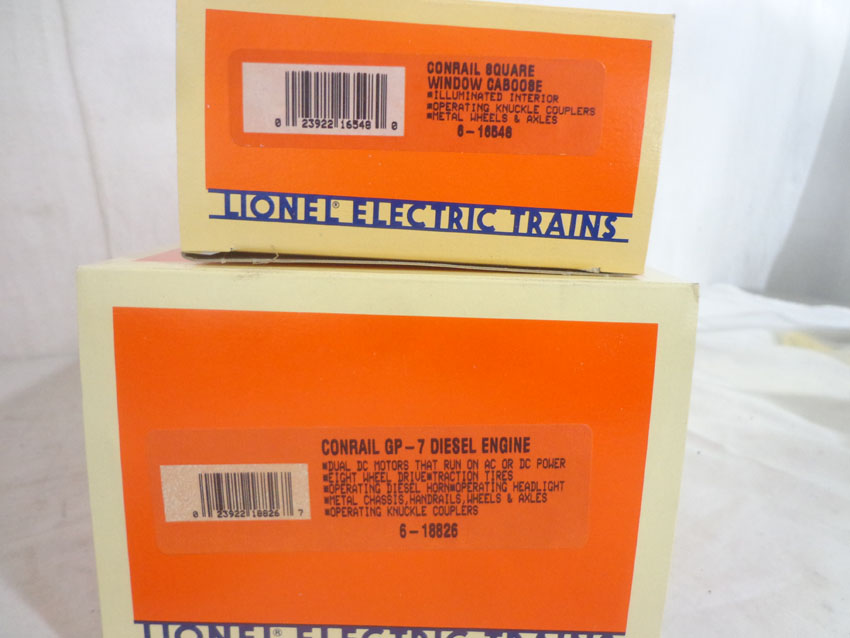 CONRAIL SQUARE
WINDOW CABOOSE
■ILLUMINATED INTERIOR
■OPERATING KNUCKLE COUPLERS
■METAL WHEELS & AXLES
6-16548
0 23922 16548 0
LIONEL® ELECTRIC TRAINS
CONRAIL GP-7 DIESEL ENGINE
■DUAL DC MOTORS THAT RUN ON AC OR DC POWER
■EIGHT WHEEL DRIVE■TRACTION TIRES
■OPERATING DIESEL HORN■OPERATING HEADLIGHT
■METAL CHASSIS,HANDRAILS,WHEELS & AXLES
■OPERATING KNUCKLE COUPLERS
6-18826
0 23922 18826 7
LIONEL® ELECTRIC TRAINS